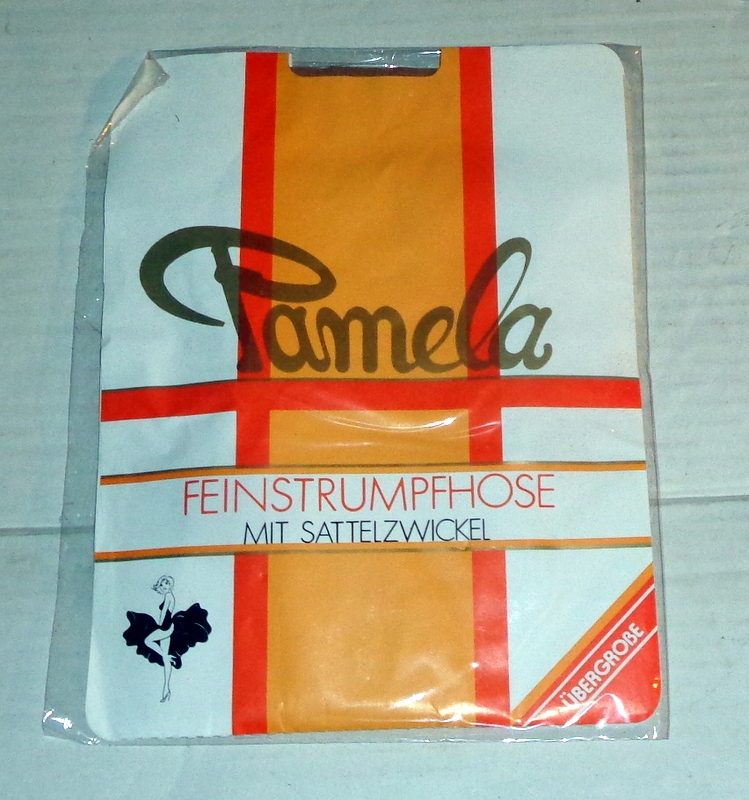 Pamela
FEINSTRUMPFHOSE
MIT SATTELZWICKEL
ÜBERGRÖßE